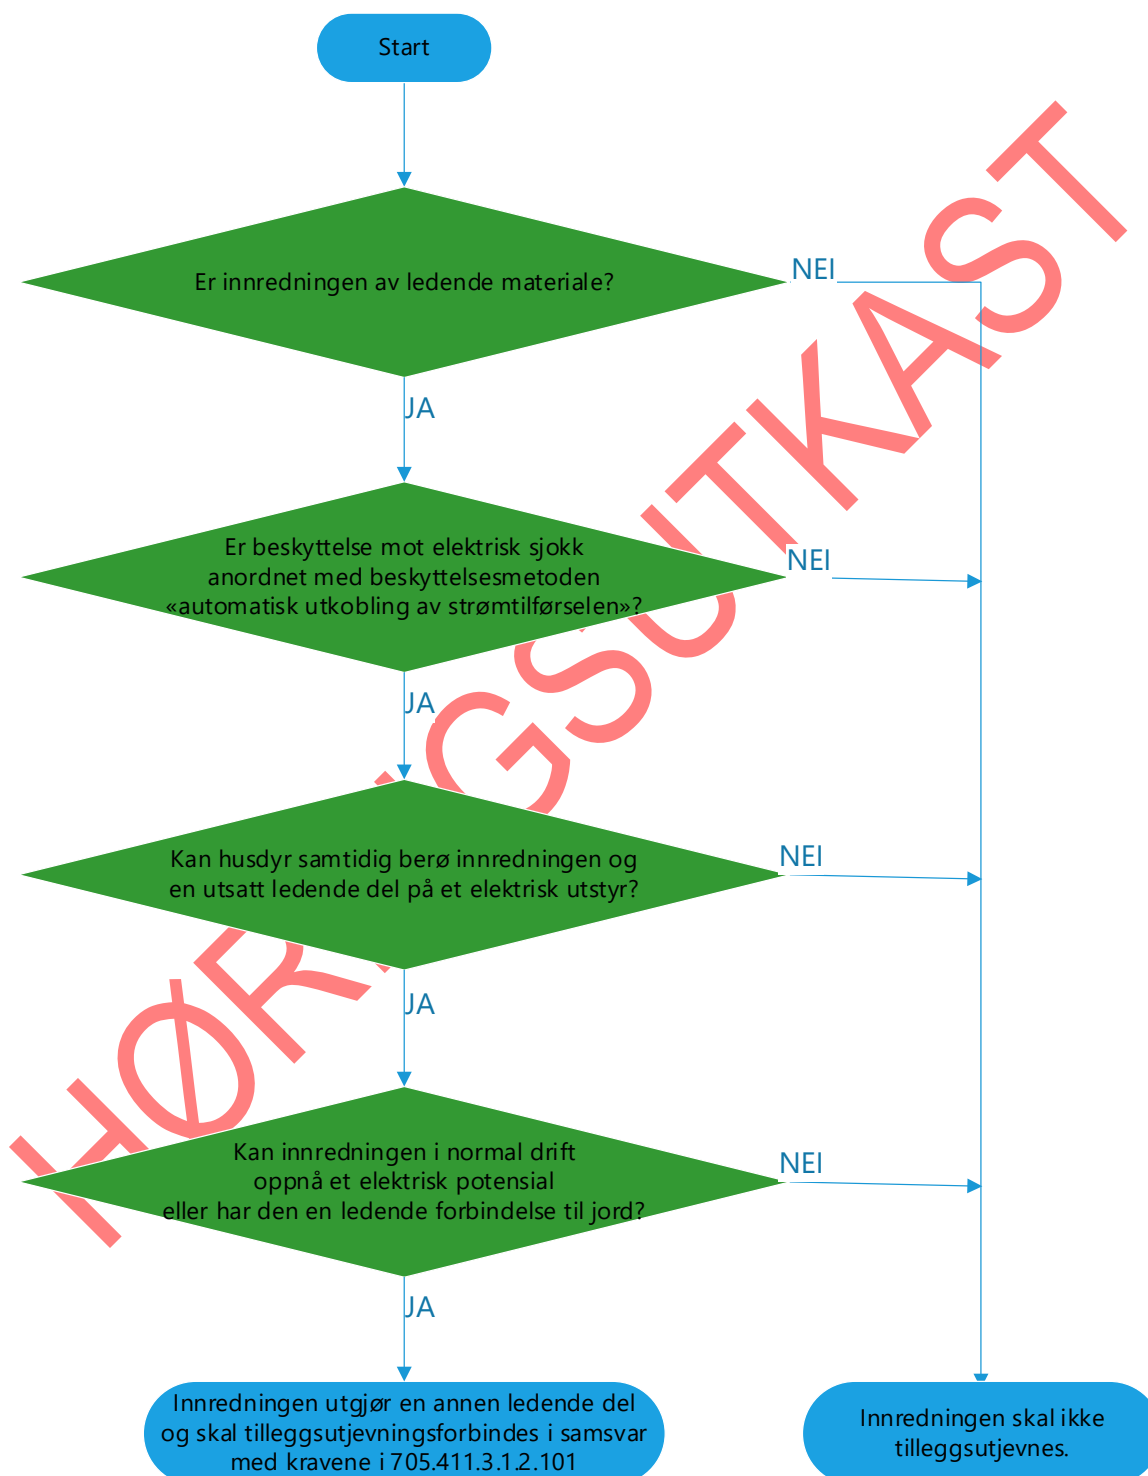 Start
Er innredningen av ledende materiale?
NEI
JA
Er beskyttelse mot elektrisk sjokk
anordnet med beskyttelsesmetoden
«automatisk utkobling av strømtilførselen»?
NEI
JA
Kan husdyr samtidig berø innredningen og
en utsatt ledende del på et elektrisk utstyr?
NEI
JA
Kan innredningen i normal drift
oppnå et elektrisk potensial
eller har den en ledende forbindelse til jord?
NEI
JA
Innredningen utgjør en annen ledende del
og skal tilleggsutjevningsforbindes i samsvar
med kravene i 705.411.3.1.2.101
Innredningen skal ikke
tilleggsutjevnes.
HØRINGSUTKAST